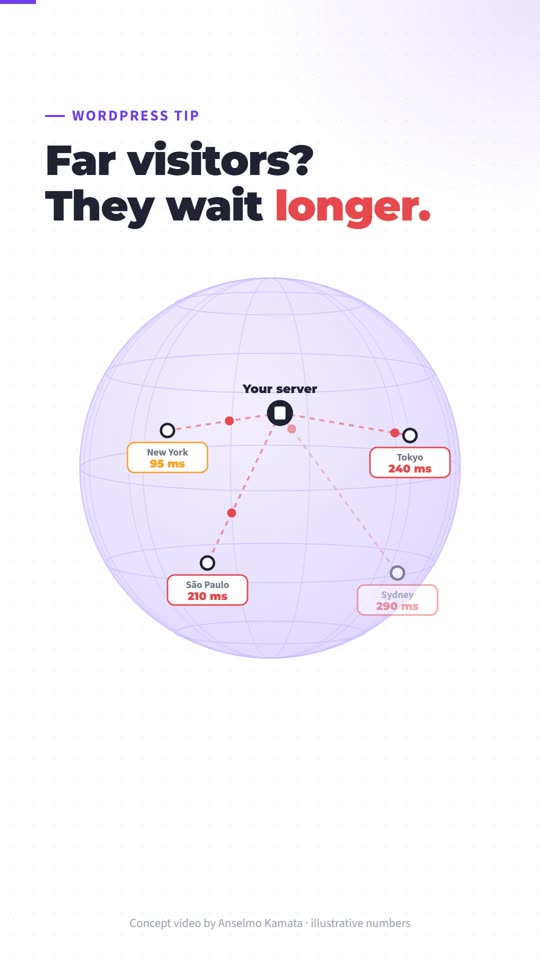 WORDPRESS TIP
Far visitors?
They wait longer.
Your server
New York
95 ms
Tokyo
240 ms
São Paulo
210 ms
Sydney
290 ms
Concept video by Anselmo Kamata · illustrative numbers